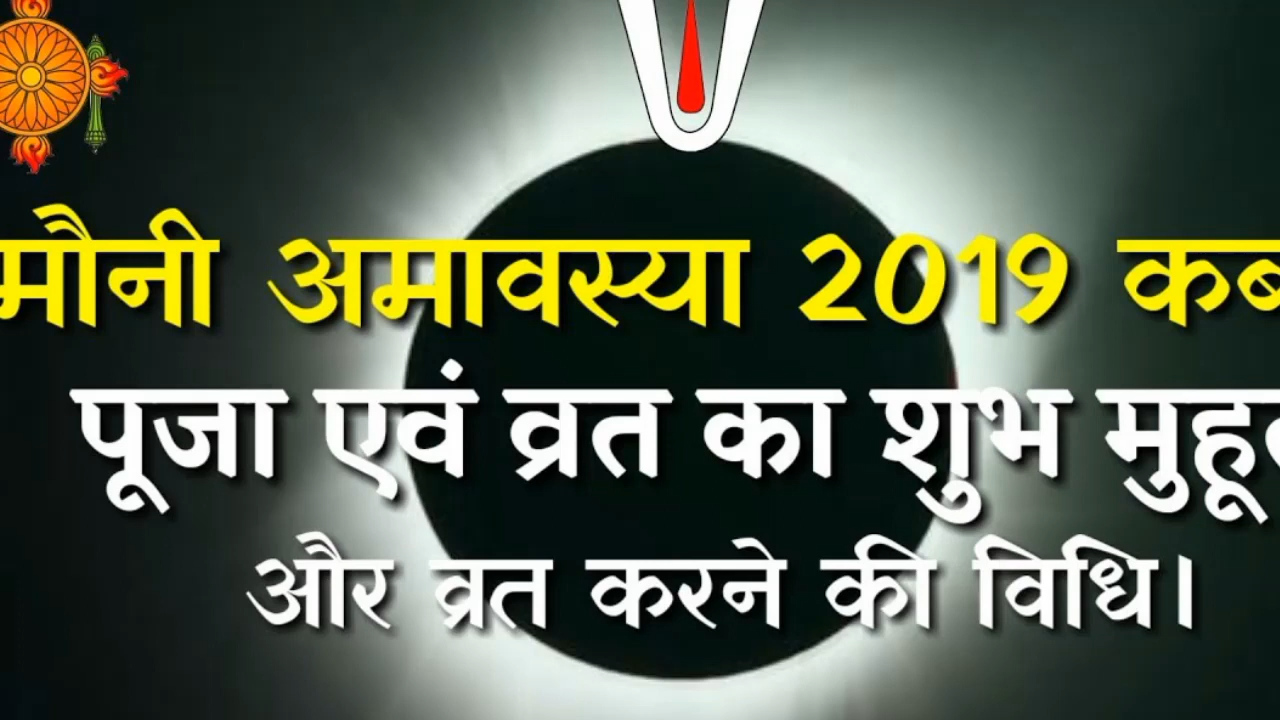 मौनी अमावस्या 2019 कब
पूजा एवं व्रत का शुभ
और व्रत करने की विधि।